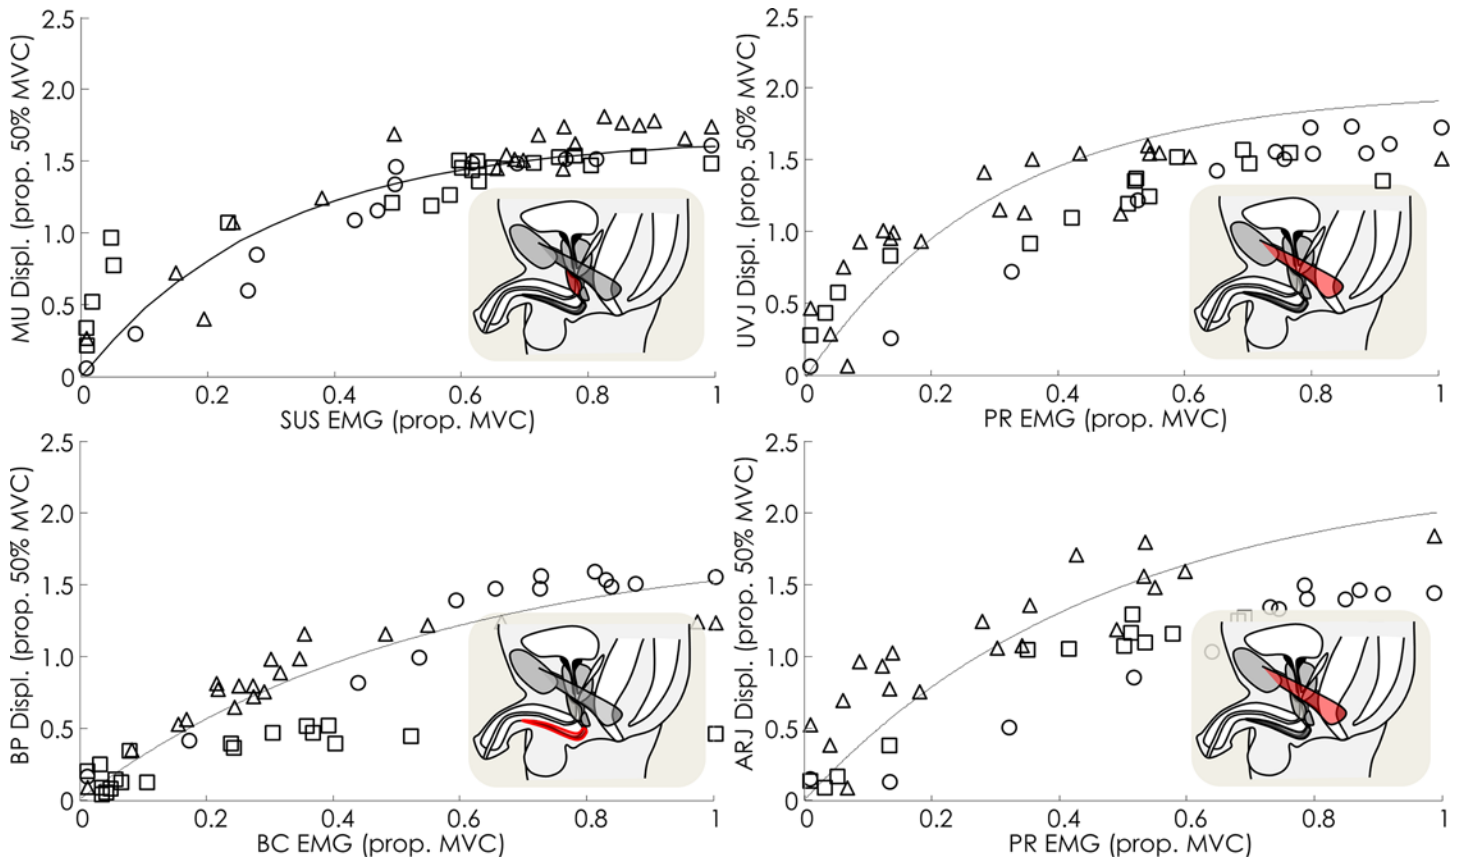 2.5
2.0
1.5
1.0
0.5
0
MU Displ. (prop. 50% MVC)
0 0.2 0.4 0.6 0.8 1
SUS EMG (prop. MVC)
2.5
2.0
1.5
1.0
0.5
0
UVJ Displ. (prop. 50% MVC)
0 0.2 0.4 0.6 0.8 1
PR EMG (prop. MVC)
2.5
2.0
1.5
1.0
0.5
0
BP Displ. (prop. 50% MVC)
0 0.2 0.4 0.6 0.8 1
BC EMG (prop. MVC)
2.5
2.0
1.5
1.0
0.5
0
ARJ Displ. (prop. 50% MVC)
0 0.2 0.4 0.6 0.8 1
PR EMG (prop. MVC)